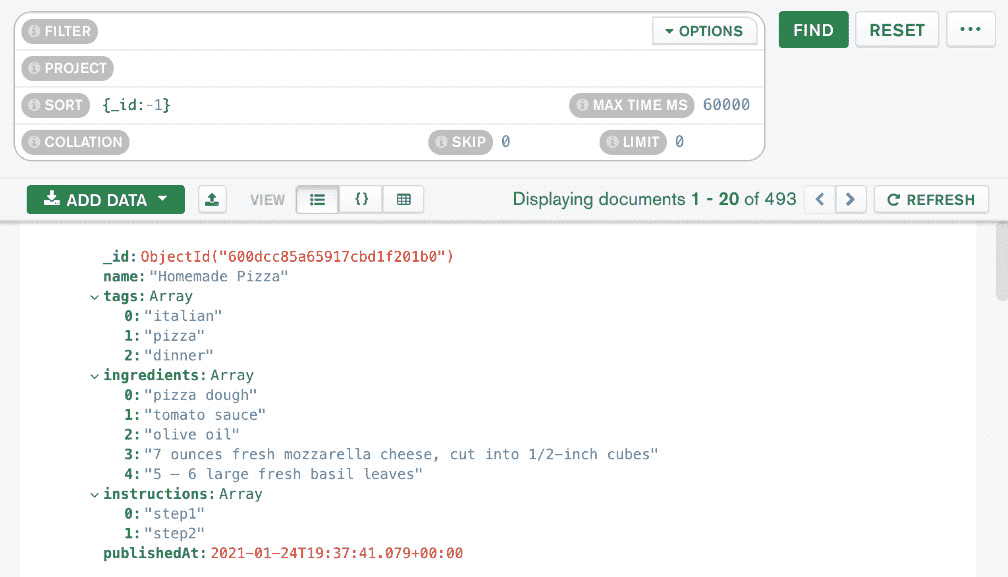 FILTER OPTIONS FIND RESET ···
PROJECT
SORT {_id:-1} MAX TIME MS 60000
COLLATION SKIP 0 LIMIT 0
ADD DATA VIEW {} Displaying documents 1 - 20 of 493 < > REFRESH
_id: ObjectId("600dcc85a65917cbd1f201b0")
name: "Homemade Pizza"
tags: Array
0: "italian"
1: "pizza"
2: "dinner"
ingredients: Array
0: "pizza dough"
1: "tomato sauce"
2: "olive oil"
3: "7 ounces fresh mozzarella cheese, cut into 1/2-inch cubes"
4: "5 – 6 large fresh basil leaves"
instructions: Array
0: "step1"
1: "step2"
publishedAt: 2021-01-24T19:37:41.079+00:00